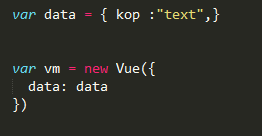 var data = { kop :"text",}
var vm = new Vue({
data: data
})